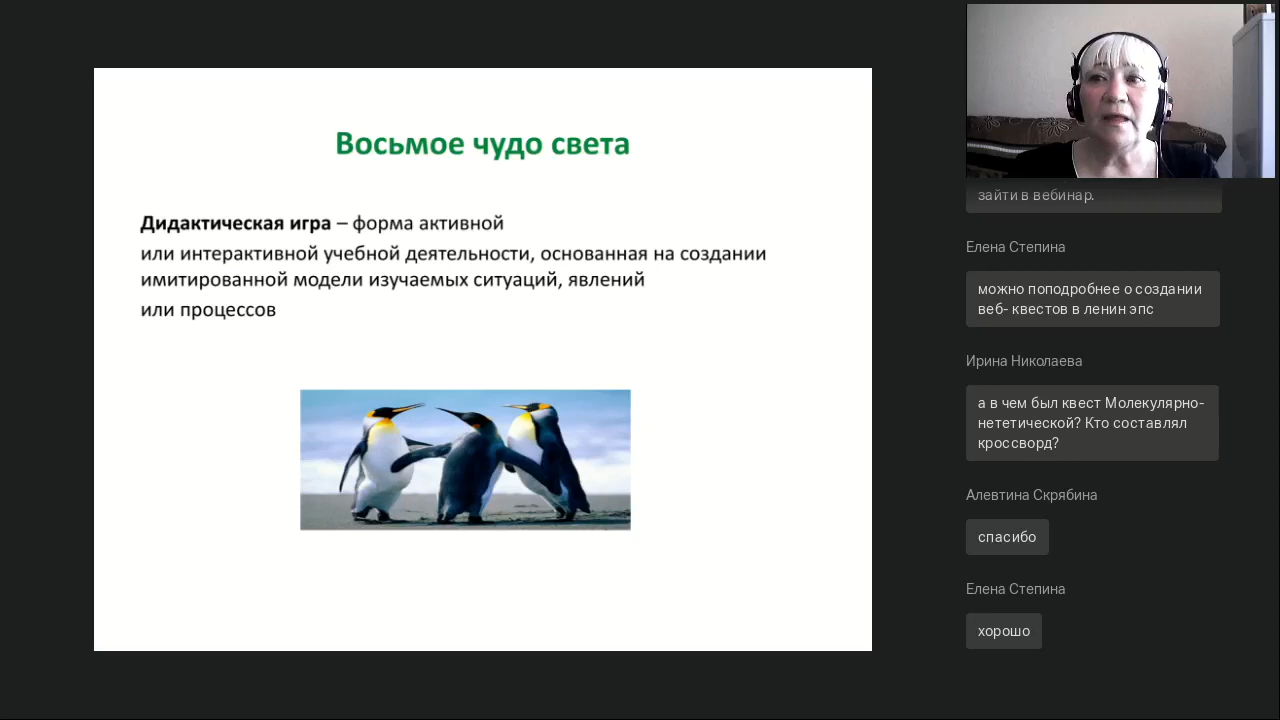 Восьмое чудо света
Дидактическая игра – форма активной
или интерактивной учебной деятельности, основанная на создании
имитированной модели изучаемых ситуаций, явлений
или процессов
зайти в вебинар.
Елена Степина
можно поподробнее о создании
веб- квестов в ленин эпс
Ирина Николаева
а в чем был квест Молекулярно-
нететической? Кто составлял
кроссворд?
Алевтина Скрябина
спасибо
Елена Степина
хорошо